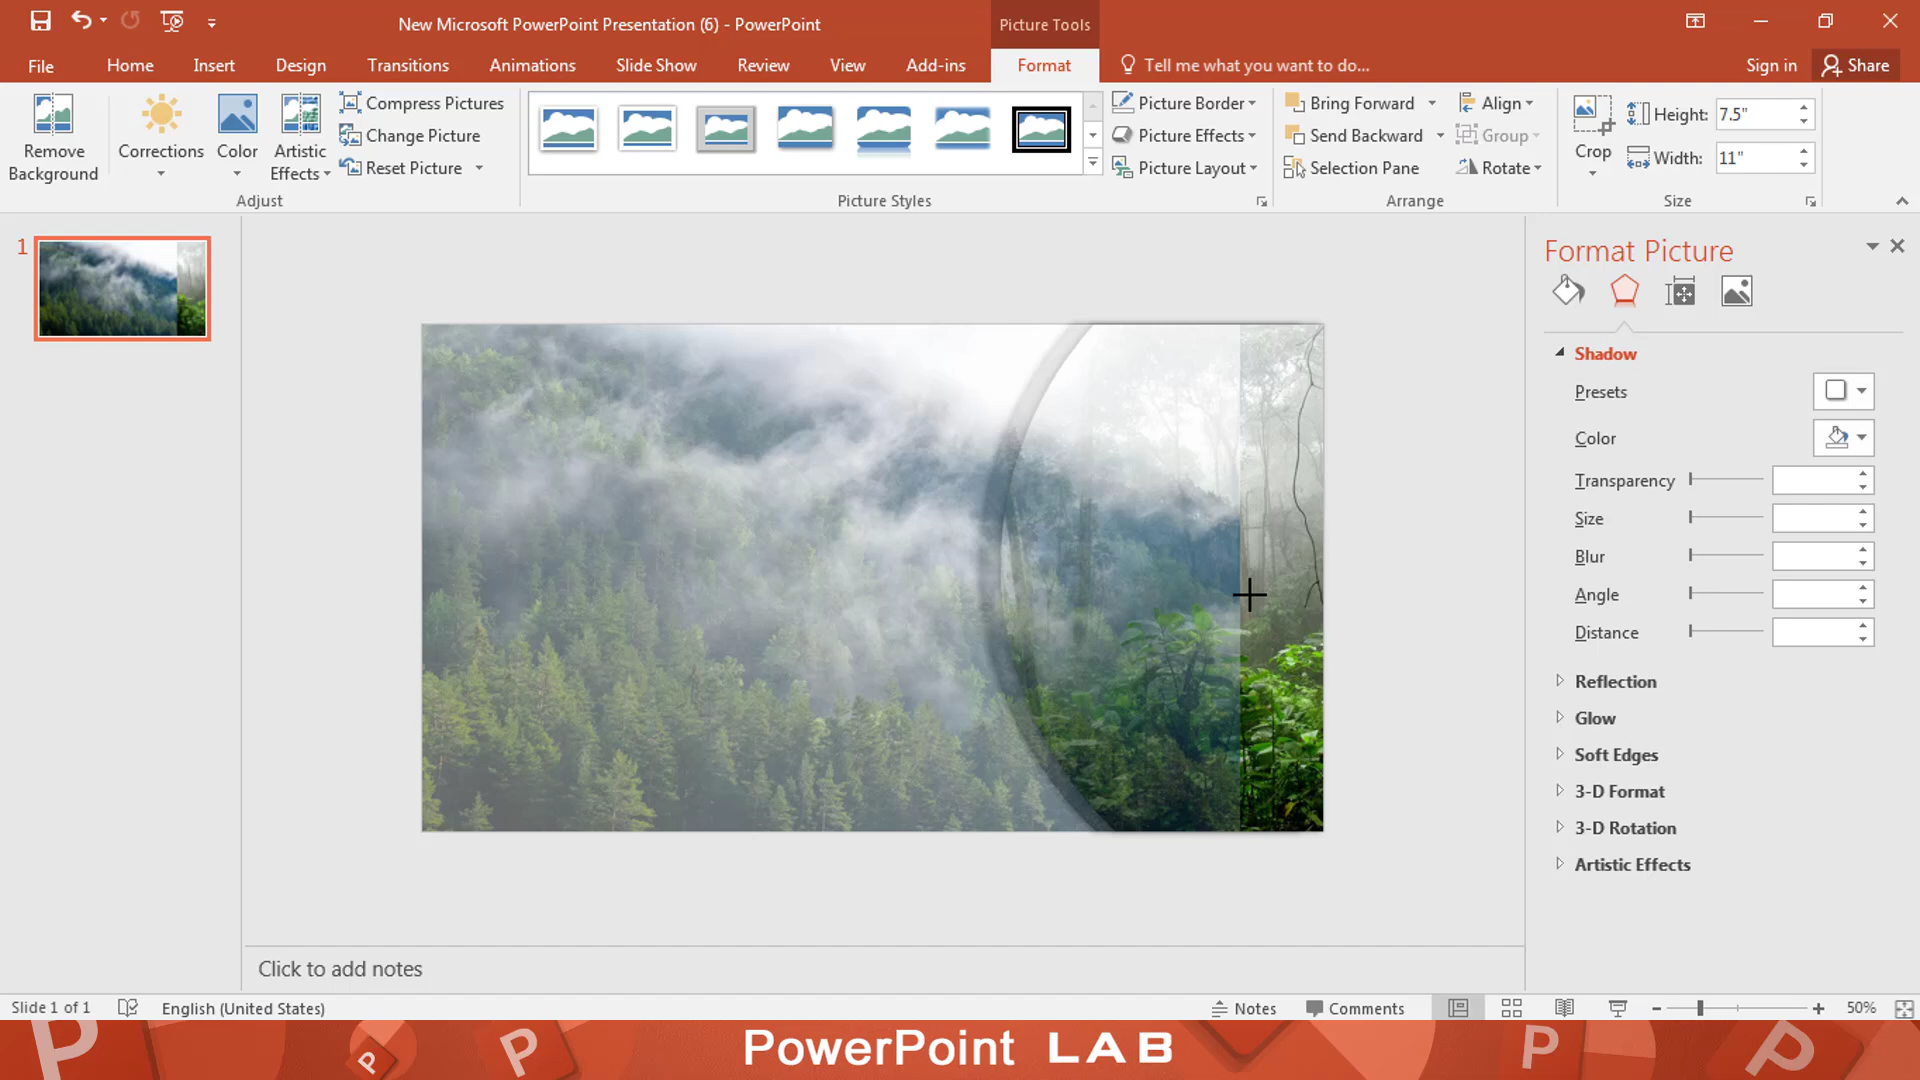 New Microsoft PowerPoint Presentation (6) - PowerPoint
Picture Tools
File
Home
Insert
Design
Transitions
Animations
Slide Show
Review
View
Add-ins
Format
Tell me what you want to do...
Sign in
Share
Remove
Background
Corrections
Color
Artistic
Effects
Compress Pictures
Change Picture
Reset Picture
Adjust
Picture Border
Picture Effects
Picture Layout
Picture Styles
Bring Forward
Send Backward
Selection Pane
Align
Group
Rotate
Arrange
Crop
Height:
7.5"
Width:
11"
Size
1
Format Picture
Shadow
Presets
Color
Transparency
Size
Blur
Angle
Distance
Reflection
Glow
Soft Edges
3-D Format
3-D Rotation
Artistic Effects
Click to add notes
Slide 1 of 1
English (United States)
Notes
Comments
50%
P
P
P
PowerPoint LAB
P
P